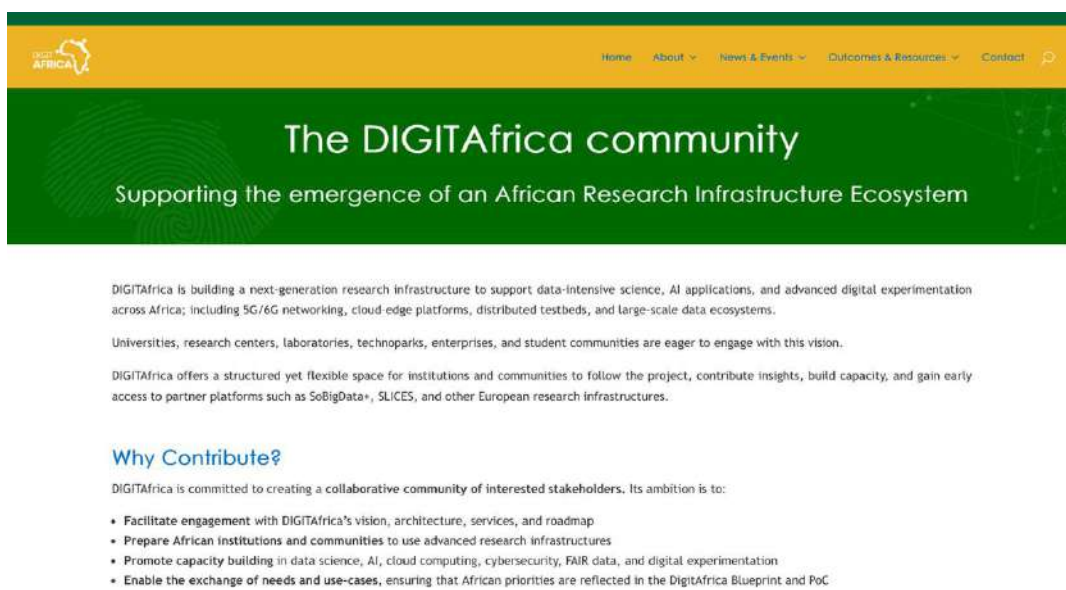 DIGIT
AFRICA
Home About News & Events Outcomes & Resources Contact
The DIGITAfrica community
Supporting the emergence of an African Research Infrastructure Ecosystem
DIGITAfrica is building a next-generation research infrastructure to support data-intensive science, AI applications, and advanced digital experimentation
across Africa; including 5G/6G networking, cloud-edge platforms, distributed testbeds, and large-scale data ecosystems.
Universities, research centers, laboratories, technoparks, enterprises, and student communities are eager to engage with this vision.
DIGITAfrica offers a structured yet flexible space for institutions and communities to follow the project, contribute insights, build capacity, and gain early
access to partner platforms such as SoBigData+, SLICES, and other European research infrastructures.
Why Contribute?
DIGITAfrica is committed to creating a collaborative community of interested stakeholders. Its ambition is to:
• Facilitate engagement with DIGITAfrica's vision, architecture, services, and roadmap
• Prepare African institutions and communities to use advanced research infrastructures
• Promote capacity building in data science, AI, cloud computing, cybersecurity, FAIR data, and digital experimentation
• Enable the exchange of needs and use-cases, ensuring that African priorities are reflected in the DigitAfrica Blueprint and PoC